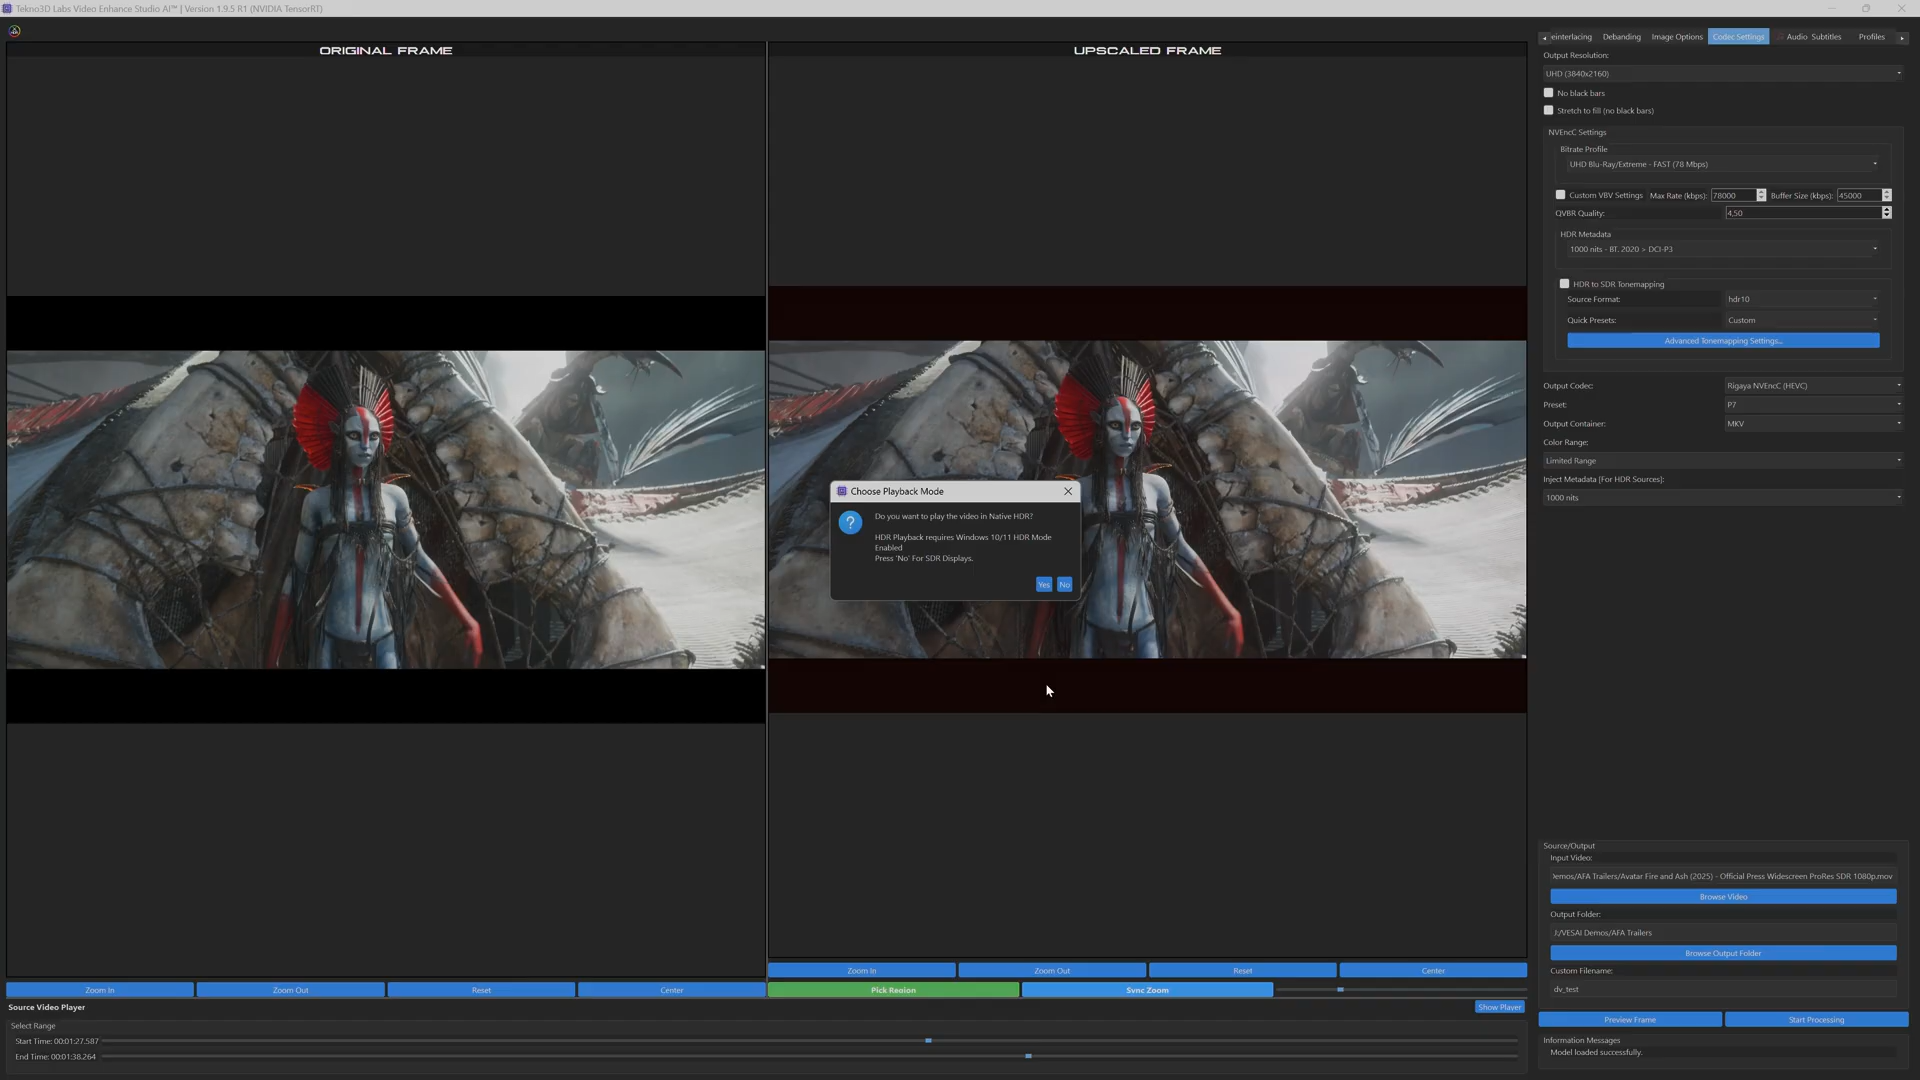 Tekno3D Labs Video Enhance Studio AI™ | Version 1.9.5 R1 (NVIDIA TensorRT)
ORIGINAL FRAME
UPSCALED FRAME
einterlacing Debanding Image Options Codec Settings Audio Subtitles Profiles
Output Resolution:
UHD (3840x2160)
No black bars
Stretch to fill (no black bars)
NVEncC Settings
Bitrate Profile
UHD Blu-Ray/Extreme - FAST (78 Mbps)
Custom VBV Settings Max Rate (kbps): 78000 Buffer Size (kbps): 45000
QVBR Quality: 4,50
HDR Metadata
1000 nits - BT. 2020 > DCI-P3
HDR to SDR Tonemapping
Source Format: hdr10
Quick Presets: Custom
Advanced Tonemapping Settings...
Output Codec: Rigaya NVEncC (HEVC)
Preset: P7
Output Container: MKV
Color Range:
Limited Range
Inject Metadata [For HDR Sources]:
1000 nits
Choose Playback Mode
Do you want to play the video in Native HDR?
HDR Playback requires Windows 10/11 HDR Mode
Enabled
Press 'No' For SDR Displays.
Yes No
Source/Output
Input Video:
emos/AFA Trailers/Avatar Fire and Ash (2025) - Official Press Widescreen ProRes SDR 1080p.mov
Browse Video
Output Folder:
J:/VESAI Demos/AFA Trailers
Browse Output Folder
Custom Filename:
dv_test
Preview Frame Start Processing
Information Messages
Model loaded successfully.
Zoom In Zoom Out Reset Center
Zoom In Zoom Out Reset Center
Pick Region Sync Zoom
Source Video Player
Show Player
Select Range
Start Time: 00:01:27.587
End Time: 00:01:38.264